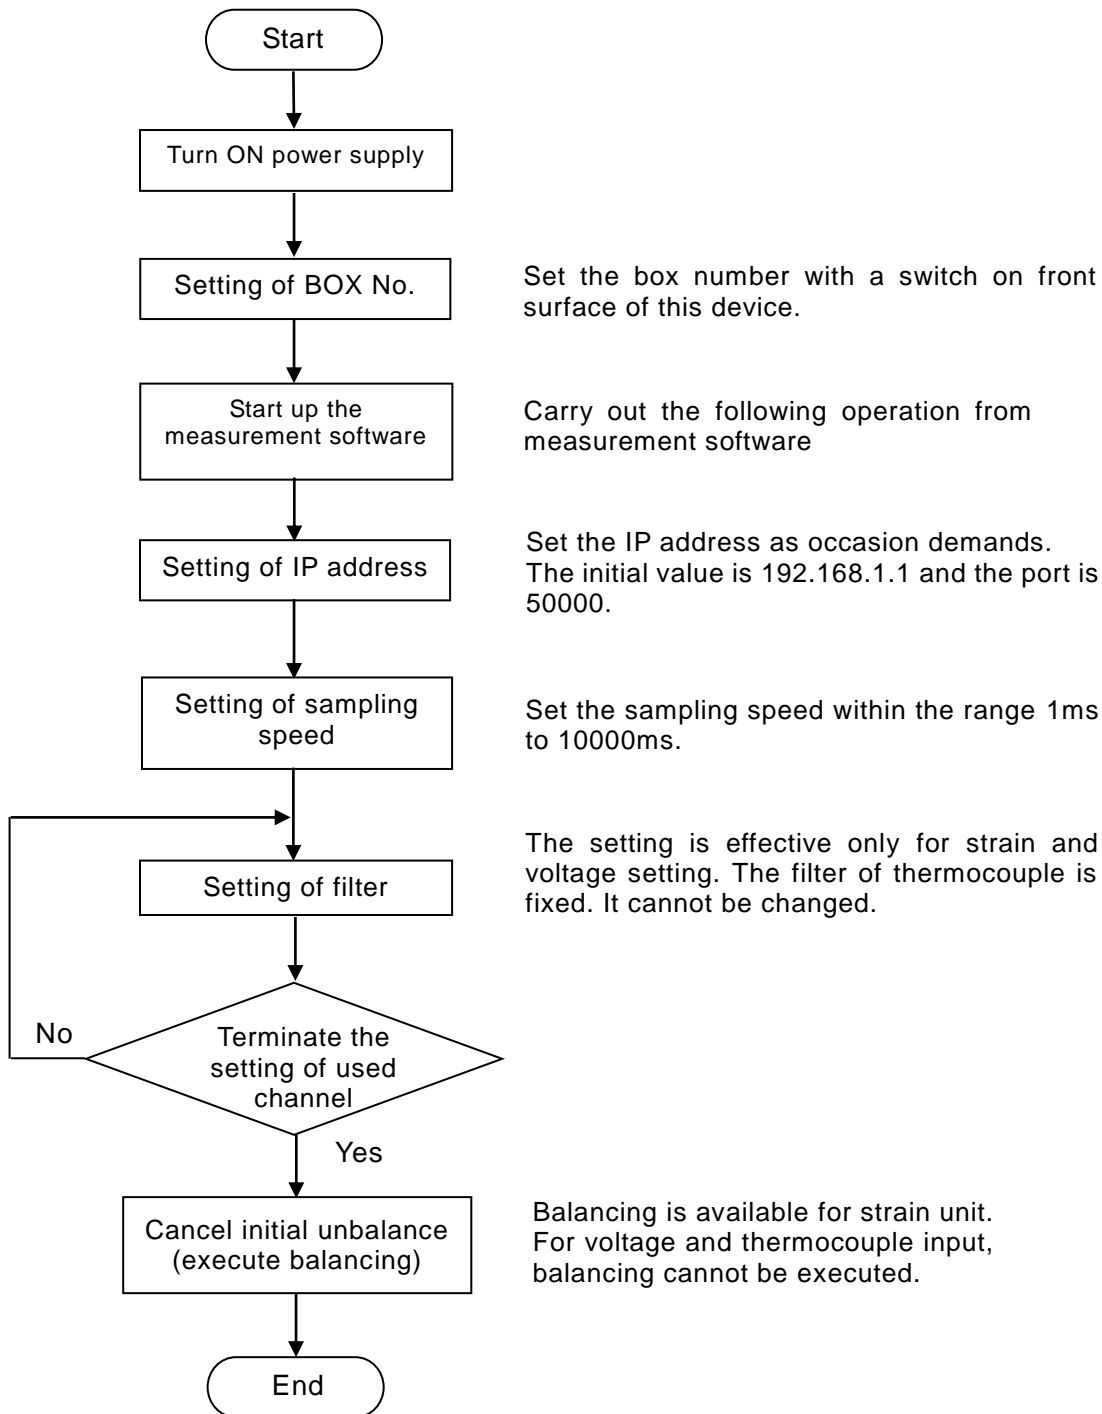 Start
Turn ON power supply
Setting of BOX No.
Set the box number with a switch on front
surface of this device.
Start up the
measurement software
Carry out the following operation from
measurement software
Setting of IP address
Set the IP address as occasion demands.
The initial value is 192.168.1.1 and the port is
50000.
Setting of sampling
speed
Set the sampling speed within the range 1ms
to 10000ms.
Setting of filter
The setting is effective only for strain and
voltage setting. The filter of thermocouple is
fixed. It cannot be changed.
No
Terminate the
setting of used
channel
Yes
Cancel initial unbalance
(execute balancing)
Balancing is available for strain unit.
For voltage and thermocouple input,
balancing cannot be executed.
End